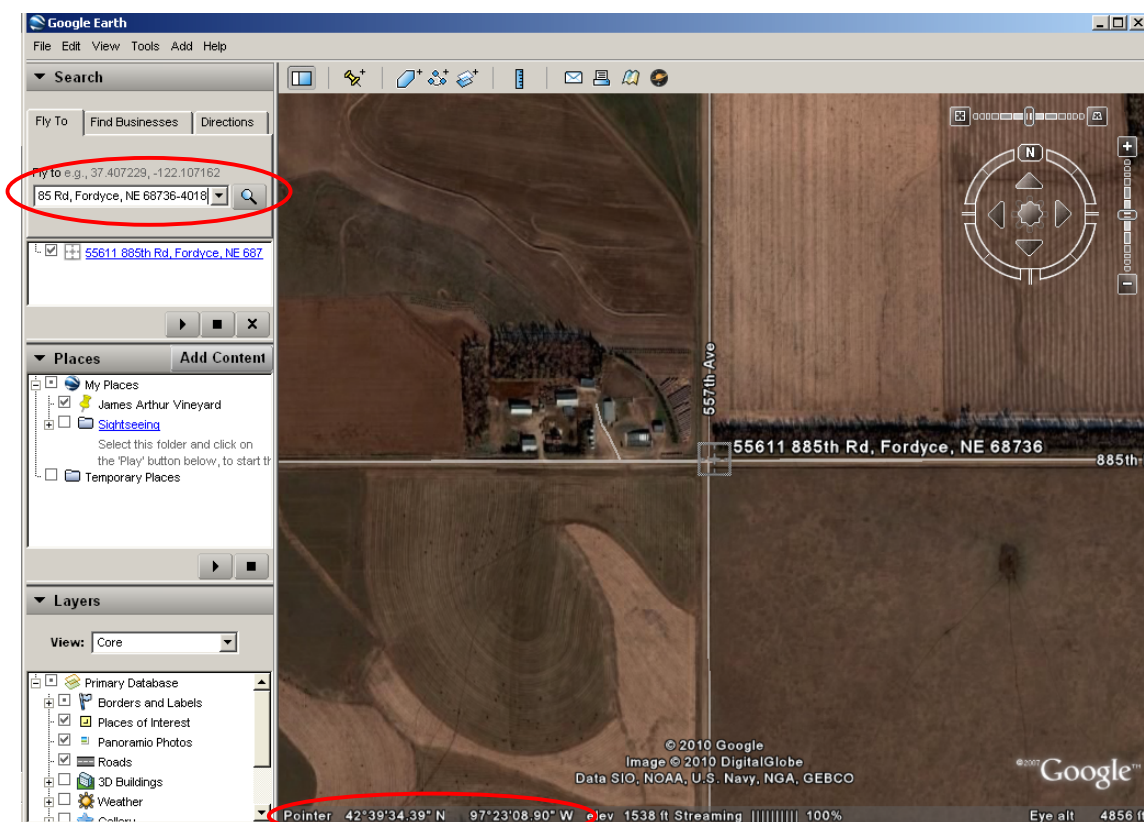 Google Earth
File Edit View Tools Add Help
Search
Fly To Find Businesses Directions
Fly to e.g., 37.407229, -122.107162
85 Rd, Fordyce, NE 68736-4018
55611 885th Rd, Fordyce, NE 687
Places Add Content
My Places
James Arthur Vineyard
Sightseeing
Select this folder and click on
the 'Play' button below, to start
Temporary Places
Layers
View: Core
Primary Database
Borders and Labels
Places of Interest
Panoramio Photos
Roads
3D Buildings
Weather
N
557th Ave
55611 885th Rd, Fordyce, NE 68736
885th
© 2010 Google
Image © 2010 DigitalGlobe
Data SIO, NOAA, U.S. Navy, NGA, GEBCO
©2007 Google™
Pointer 42°39'34.39" N 97°23'08.90" W elev 1538 ft Streaming ||||||||| 100% Eye alt 4856 ft